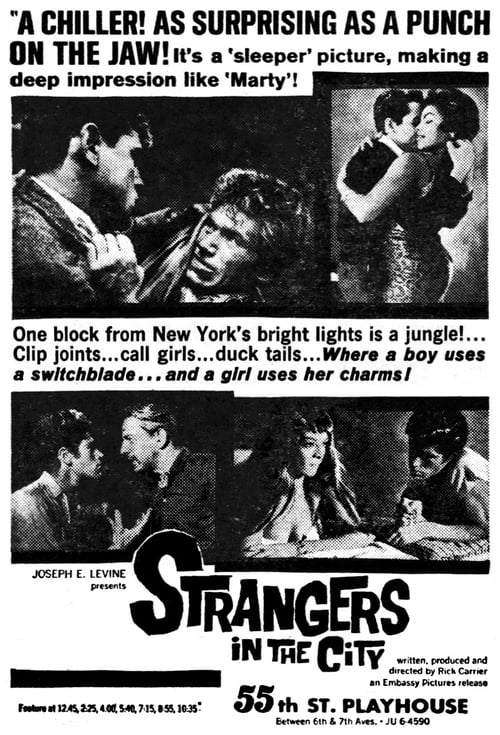 "A CHILLER! AS SURPRISING AS A PUNCH
ON THE JAW! It's a 'sleeper' picture, making a
deep impression like 'Marty'!
One block from New York's bright lights is a jungle!...
Clip joints...call girls...duck tails...Where a boy uses
a switchblade...and a girl uses her charms!
JOSEPH E. LEVINE
presents
STRANGERS
IN THE CITY
written, produced and
directed by Rick Carrier
an Embassy Pictures release
Feature at 12:45, 2:25, 4:00, 5:40, 7:15, 8:55, 10:35
55th ST. PLAYHOUSE
Between 6th & 7th Aves. • JU 6-4590